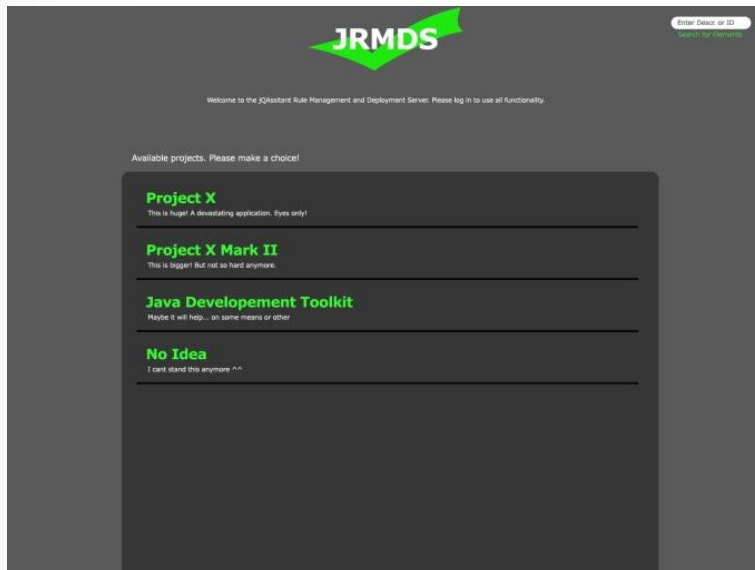 JRMDS
Enter Descr. or ID
Search for Elements
Welcome to the jQAssitant Rule Management and Deployment Server. Please log in to use all functionality.
Available projects. Please make a choice!
Project X
This is huge! A devastating application. Eyes only!
Project X Mark II
This is bigger! But not so hard anymore.
Java Developement Toolkit
Maybe it will help... on some means or other
No Idea
I cant stand this anymore ^^